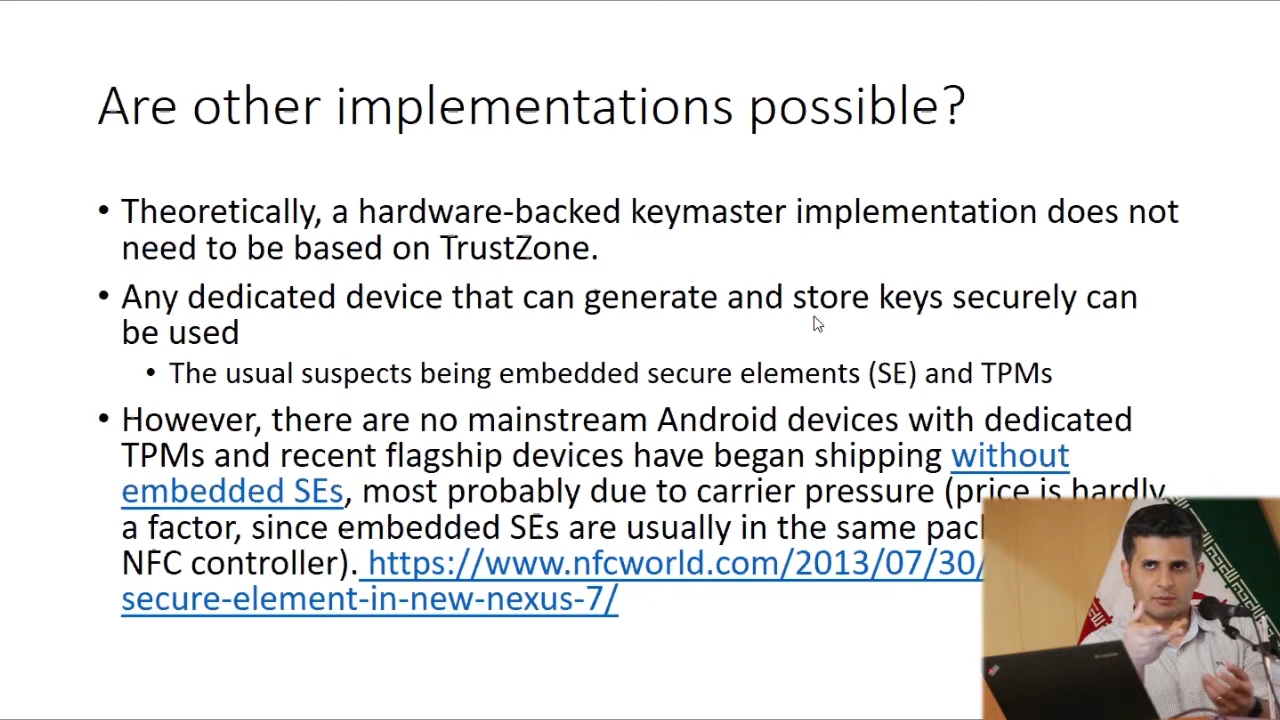 Are other implementations possible?
• Theoretically, a hardware-backed keymaster implementation does not
need to be based on TrustZone.
• Any dedicated device that can generate and store keys securely can
be used
• The usual suspects being embedded secure elements (SE) and TPMs
• However, there are no mainstream Android devices with dedicated
TPMs and recent flagship devices have began shipping without
embedded SEs, most probably due to carrier pressure (price is hardly
a factor, since embedded SEs are usually in the same
NFC controller). https://www.nfcworld.com/2013/07/30/
secure-element-in-new-nexus-7/